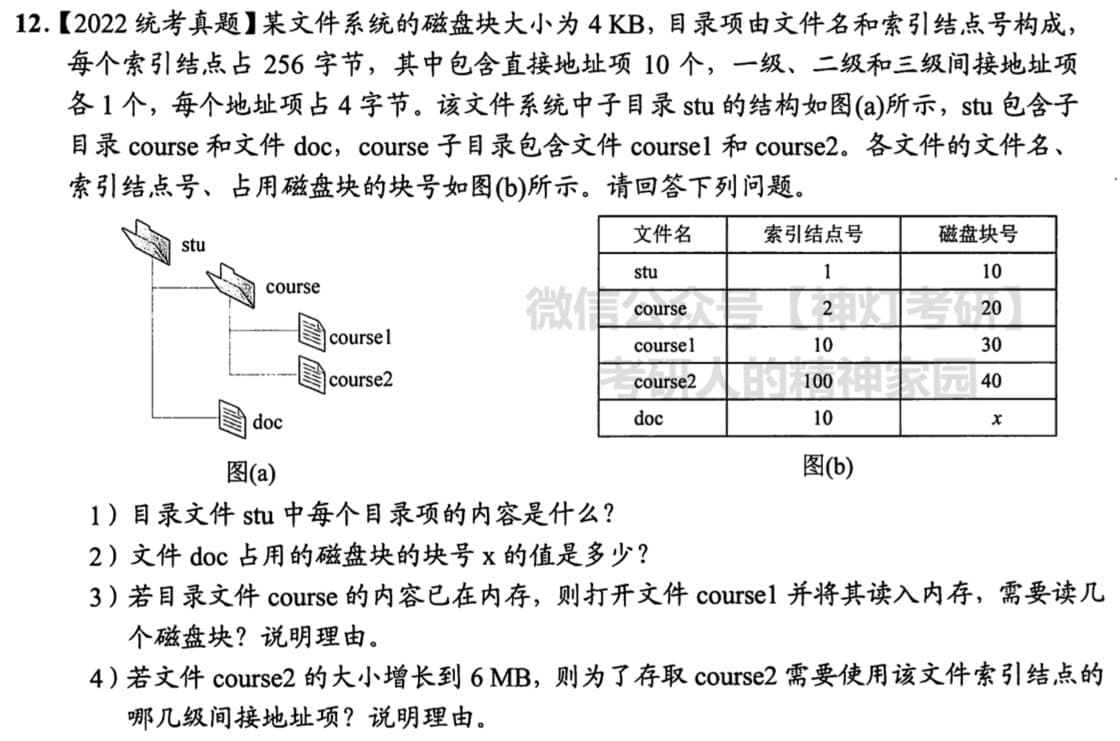 12.【2022 统考真题】某文件系统的磁盘块大小为 4 KB，目录项由文件名和索引结点号构成，
每个索引结点占 256 字节，其中包含直接地址项 10 个，一级、二级和三级间接地址项
各 1 个，每个地址项占 4 字节。该文件系统中子目录 stu 的结构如图(a)所示，stu 包含子
目录 course 和文件 doc，course 子目录包含文件 course1 和 course2。各文件的文件名、
索引结点号、占用磁盘块的块号如图(b)所示。请回答下列问题。
stu
course
course1
course2
doc
图(a)
文件名 索引结点号 磁盘块号
stu 1 10
course 2 20
course1 10 30
course2 100 40
doc 10 x
图(b)
微信公众号【神灯考研】
考研人的精神家园
1）目录文件 stu 中每个目录项的内容是什么？
2）文件 doc 占用的磁盘块的块号 x 的值是多少？
3）若目录文件 course 的内容已在内存，则打开文件 course1 并将其读入内存，需要读几
个磁盘块？说明理由。
4）若文件 course2 的大小增长到 6 MB，则为了存取 course2 需要使用该文件索引结点的
哪几级间接地址项？说明理由。